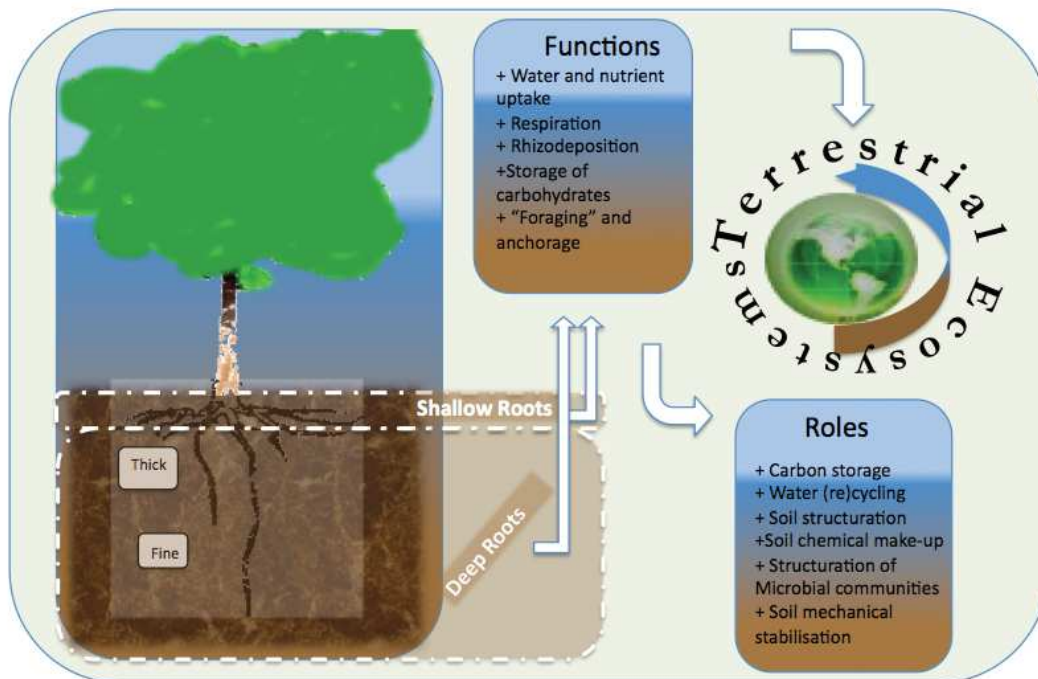 Functions
+ Water and nutrient
uptake
+ Respiration
+ Rhizodeposition
+Storage of
carbohydrates
+ “Foraging” and
anchorage
Terrestrial Ecosystems
Shallow Roots
Thick
Fine
Deep Roots
Roles
+ Carbon storage
+ Water (re)cycling
+ Soil structuration
+Soil chemical make-up
+ Structuration of
Microbial communities
+ Soil mechanical
stabilisation